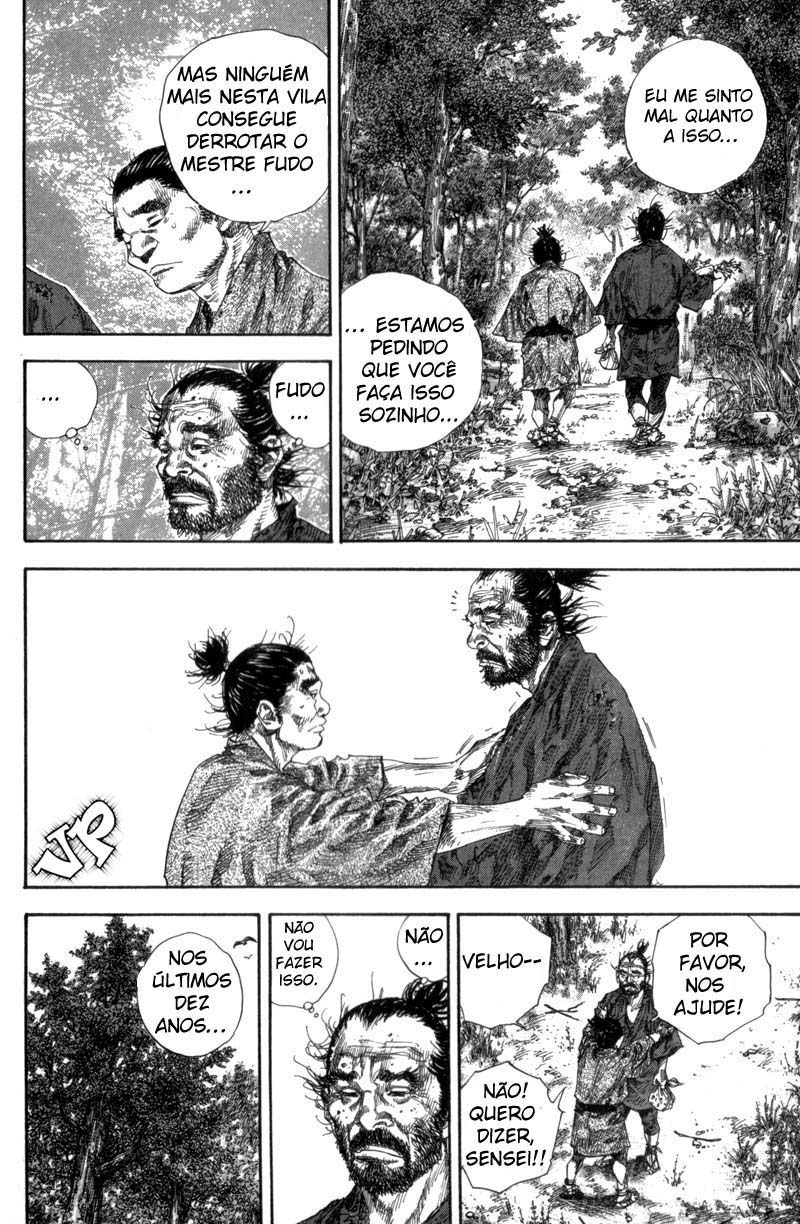 EU ME SINTO
MAL QUANTO
A ISSO...
... ESTAMOS
PEDINDO
QUE VOCÊ
FAÇA ISSO
SOZINHO...
MAS NINGUÉM
MAIS NESTA VILA
CONSEGUE
DERROTAR O
MESTRE FUDO
...
FUDO
...
...
VP
POR
FAVOR,
NOS
AJUDE!
VELHO--
NÃO!
QUERO
DIZER,
SENSEI!!
NÃO
...
NÃO
VOU
FAZER
ISSO.
NOS
ÚLTIMOS
DEZ
ANOS...